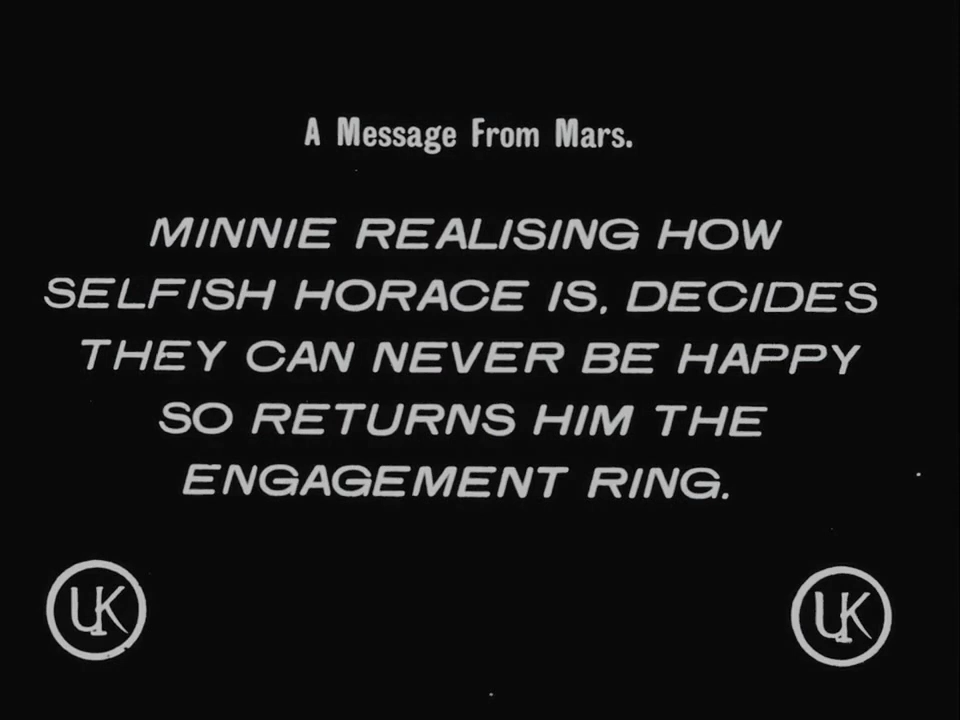 A Message From Mars.
MINNIE REALISING HOW
SELFISH HORACE IS, DECIDES
THEY CAN NEVER BE HAPPY
SO RETURNS HIM THE
ENGAGEMENT RING.
UK UK